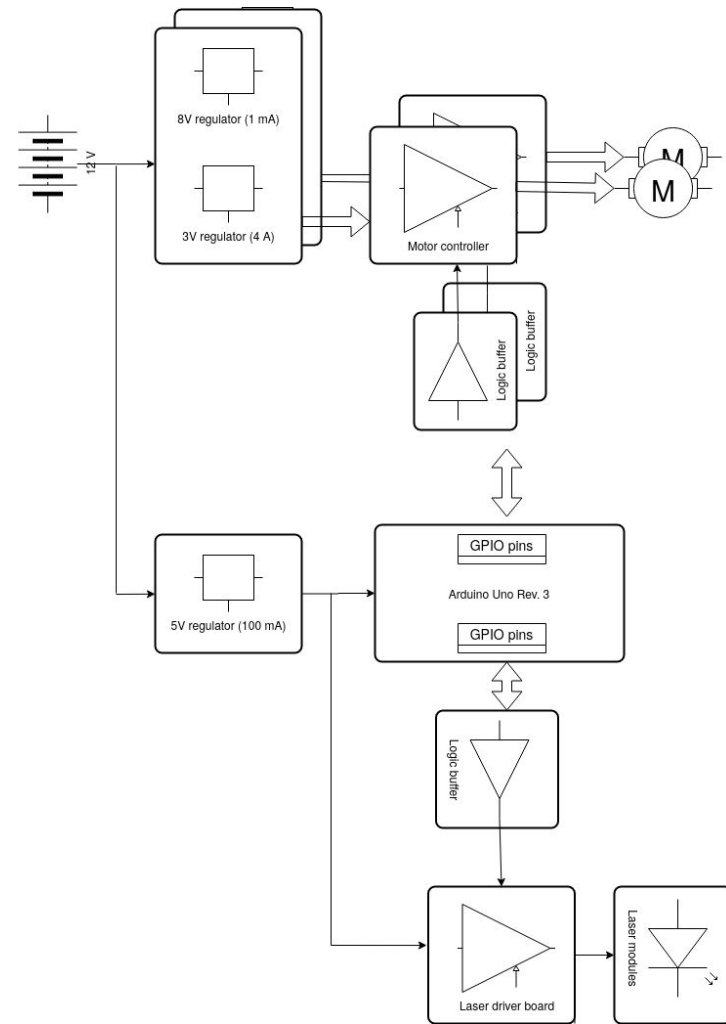 8V regulator (1 mA)
12 V
3V regulator (4 A)
Motor controller
M
M
Logic buffer
Logic buffer
GPIO pins
Arduino Uno Rev. 3
5V regulator (100 mA)
GPIO pins
Logic buffer
Laser modules
Laser driver board